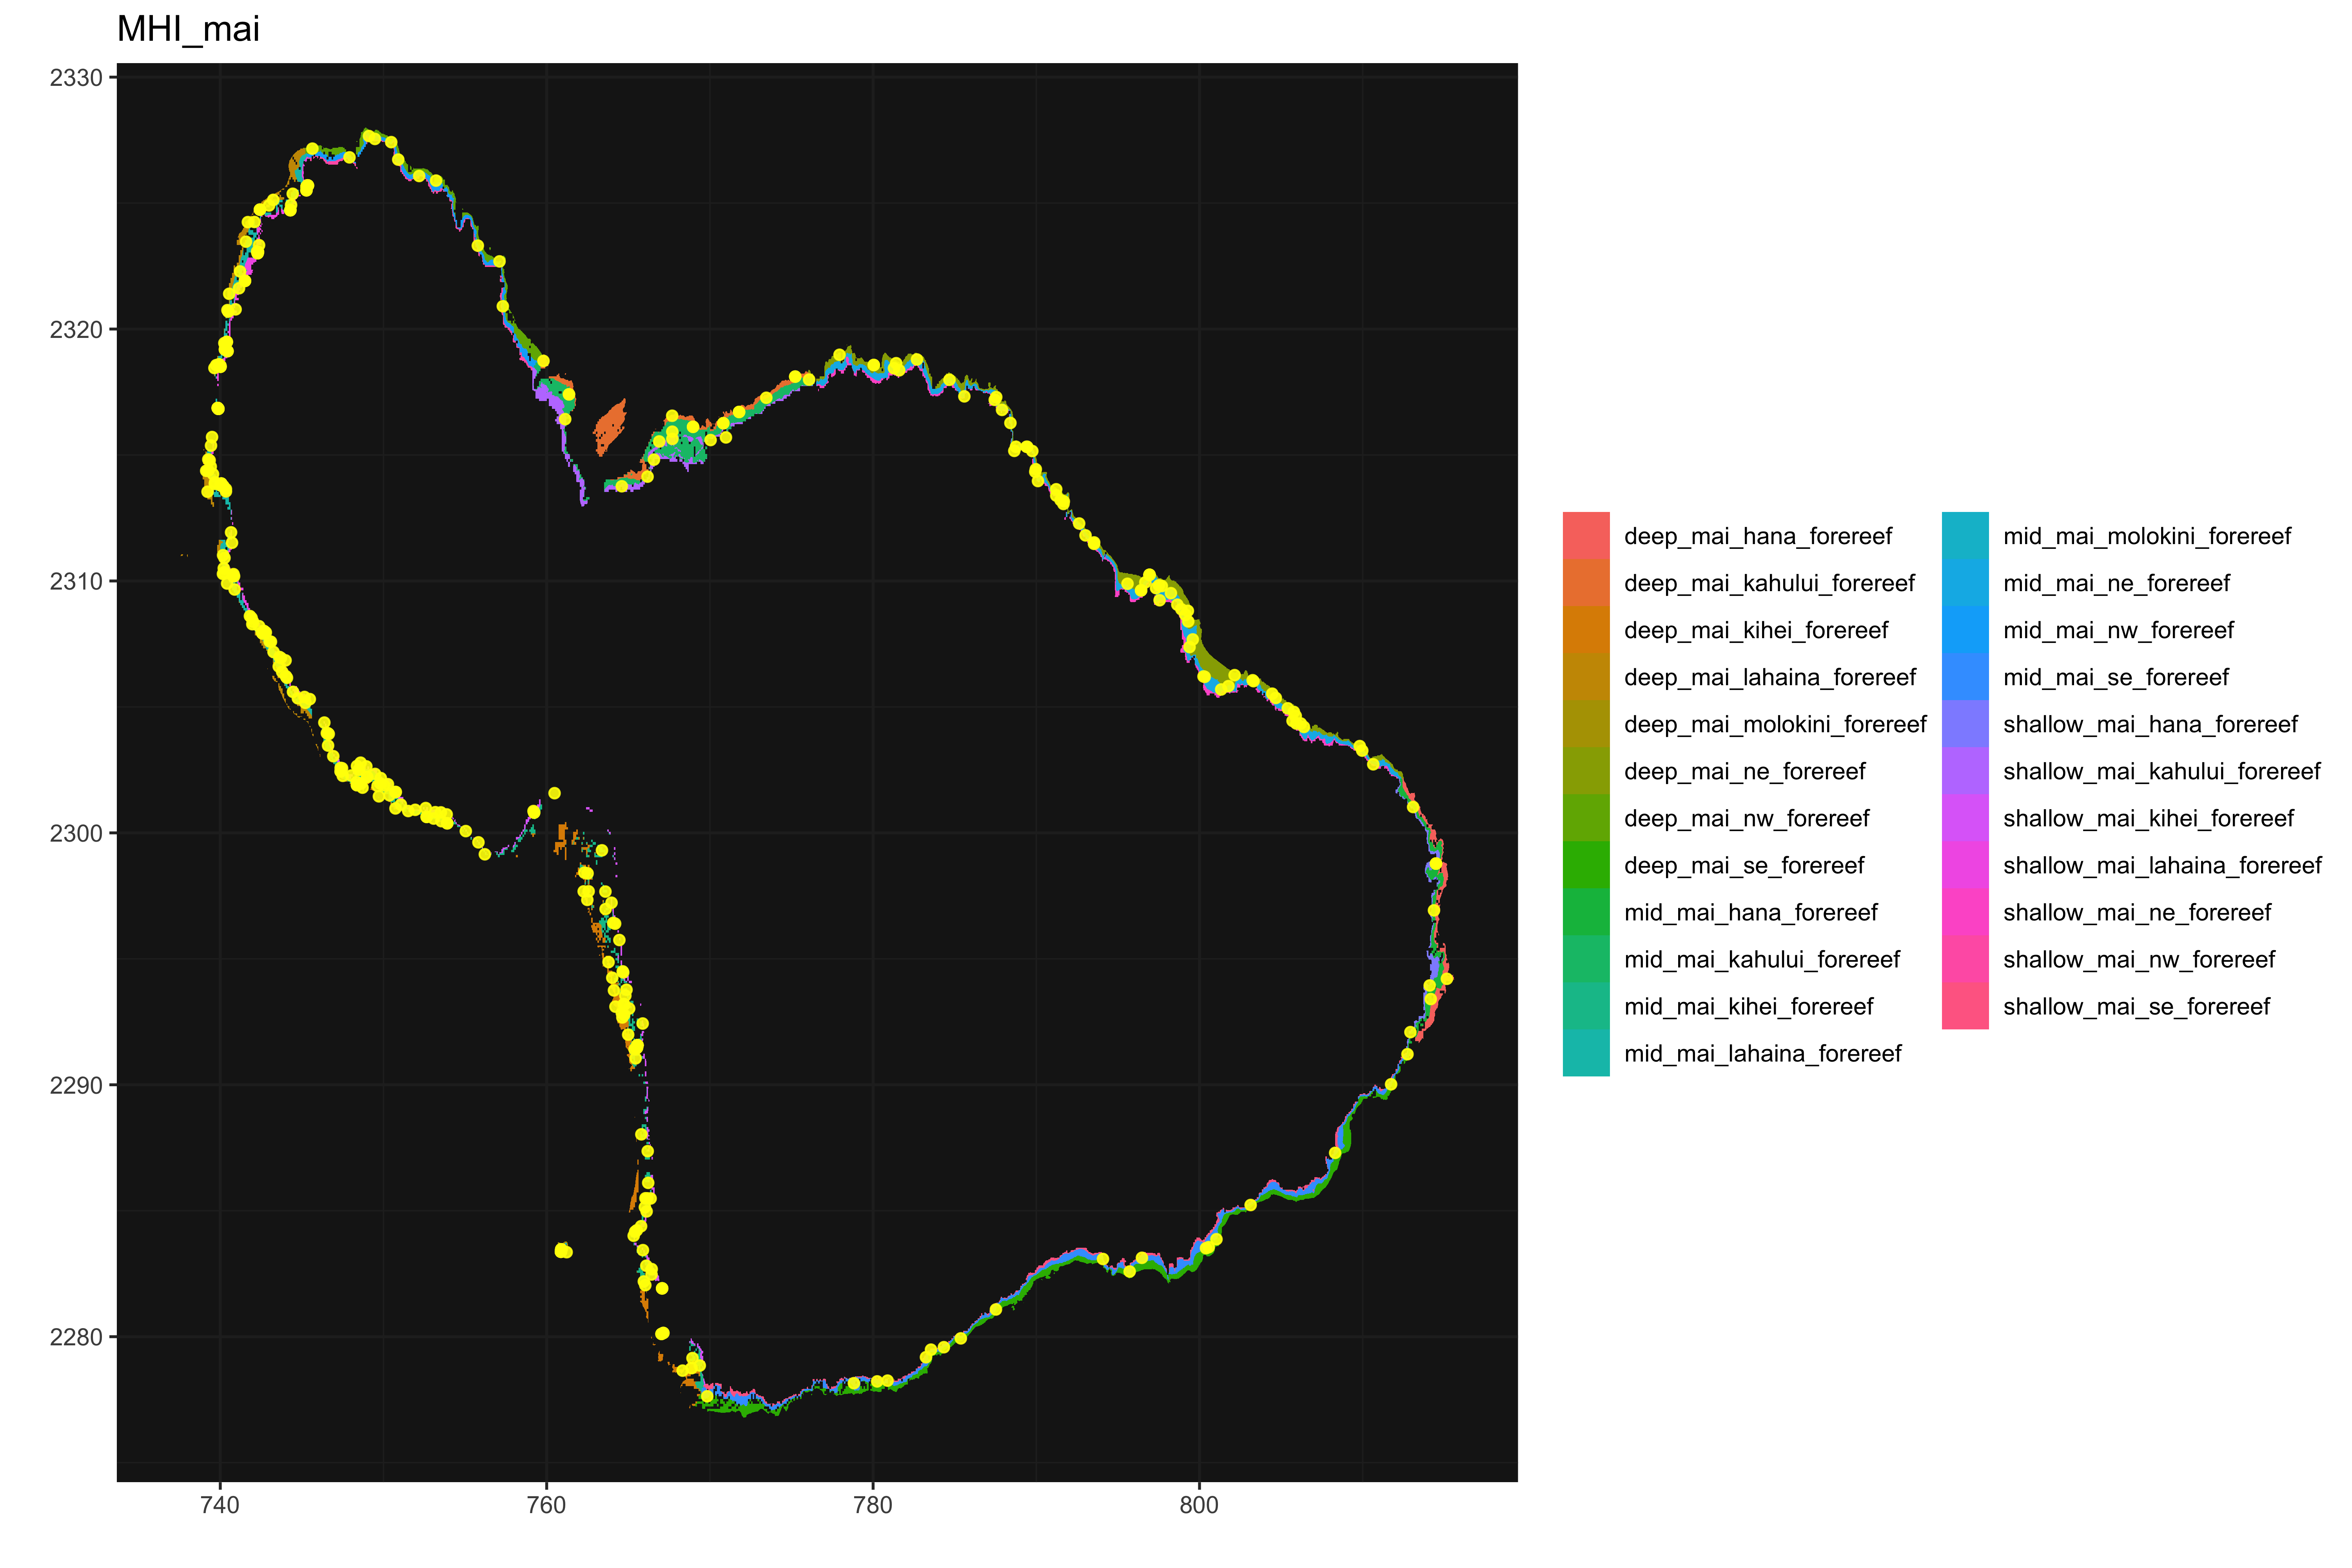 MHI_mai
2330
2320
2310
2300
2290
2280
740
760
780
800
deep_mai_hana_forereef
deep_mai_kahului_forereef
deep_mai_kihei_forereef
deep_mai_lahaina_forereef
deep_mai_molokini_forereef
deep_mai_ne_forereef
deep_mai_nw_forereef
deep_mai_se_forereef
mid_mai_hana_forereef
mid_mai_kahului_forereef
mid_mai_kihei_forereef
mid_mai_lahaina_forereef
mid_mai_molokini_forereef
mid_mai_ne_forereef
mid_mai_nw_forereef
mid_mai_se_forereef
shallow_mai_hana_forereef
shallow_mai_kahului_forereef
shallow_mai_kihei_forereef
shallow_mai_lahaina_forereef
shallow_mai_ne_forereef
shallow_mai_nw_forereef
shallow_mai_se_forereef